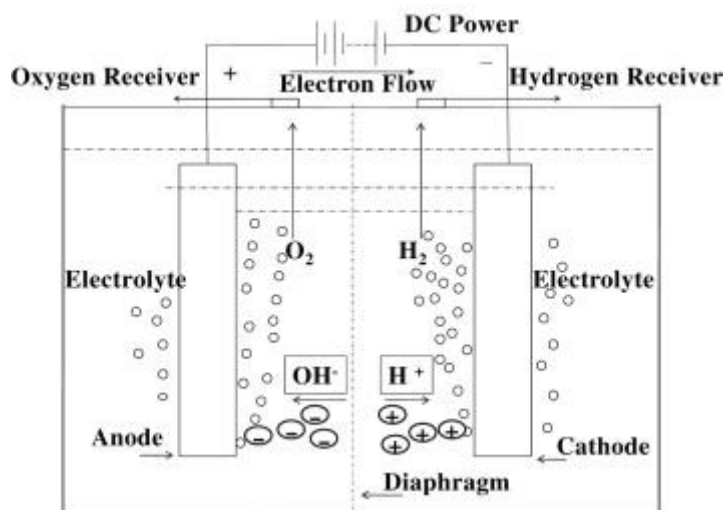 DC Power
+
−
Oxygen Receiver
Electron Flow
Hydrogen Receiver
O₂
H₂
Electrolyte
Electrolyte
OH⁻
H⁺
− − − −
+ + + +
Anode
Cathode
Diaphragm